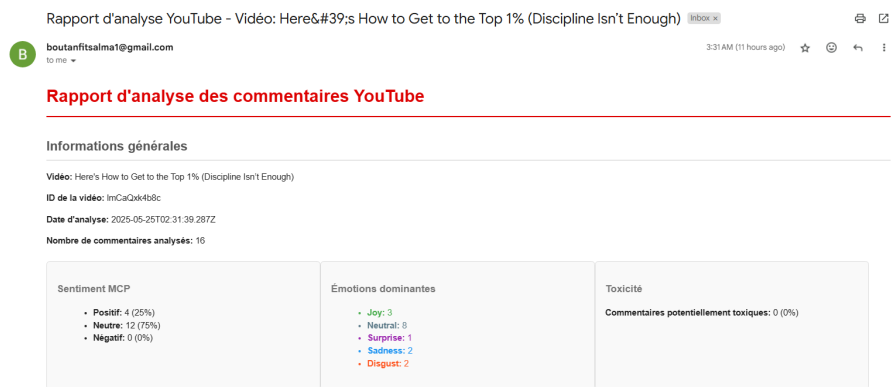 Rapport d'analyse YouTube - Vidéo: Here&#39;s How to Get to the Top 1% (Discipline Isn't Enough) Inbox ×
B
boutanfitsalma1@gmail.com
3:31 AM (11 hours ago)
to me
Rapport d'analyse des commentaires YouTube
Informations générales
Vidéo: Here's How to Get to the Top 1% (Discipline Isn't Enough)
ID de la vidéo: ImCaQxk4b8c
Date d'analyse: 2025-05-25T02:31:39.287Z
Nombre de commentaires analysés: 16
Sentiment MCP
• Positif: 4 (25%)
• Neutre: 12 (75%)
• Négatif: 0 (0%)
Émotions dominantes
• Joy: 3
• Neutral: 8
• Surprise: 1
• Sadness: 2
• Disgust: 2
Toxicité
Commentaires potentiellement toxiques: 0 (0%)